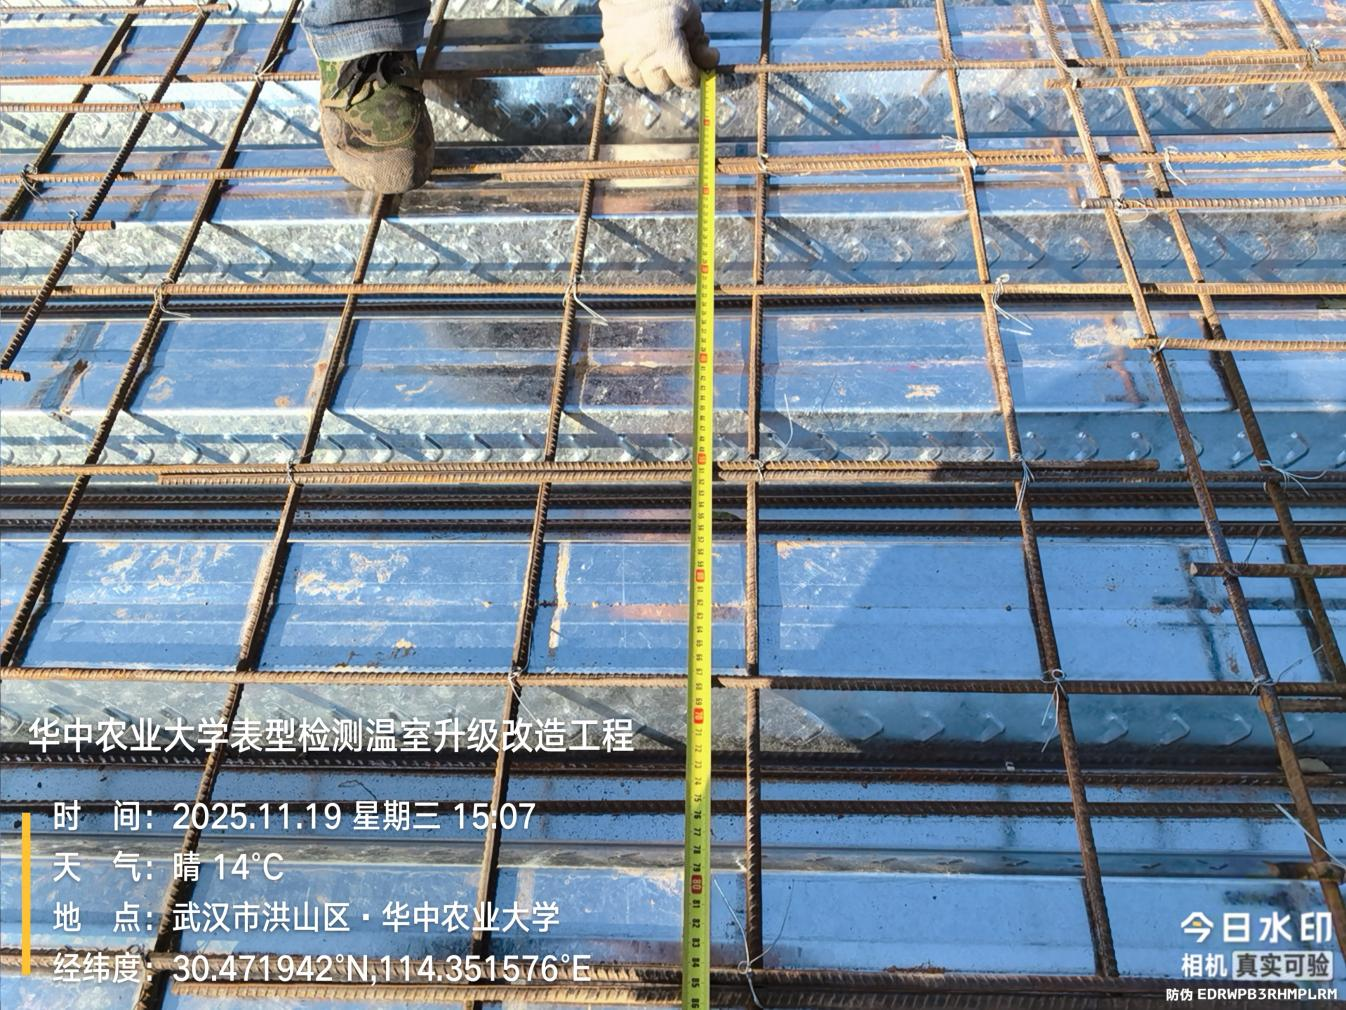 华中农业大学表型检测温室升级改造工程
时 间：2025.11.19 星期三 15:07
天 气：晴 14°C
地 点：武汉市洪山区·华中农业大学
经纬度：30.471942°N,114.351576°E
今日水印
相机 真实可验
防伪 EDRWPB3RHMPLRM